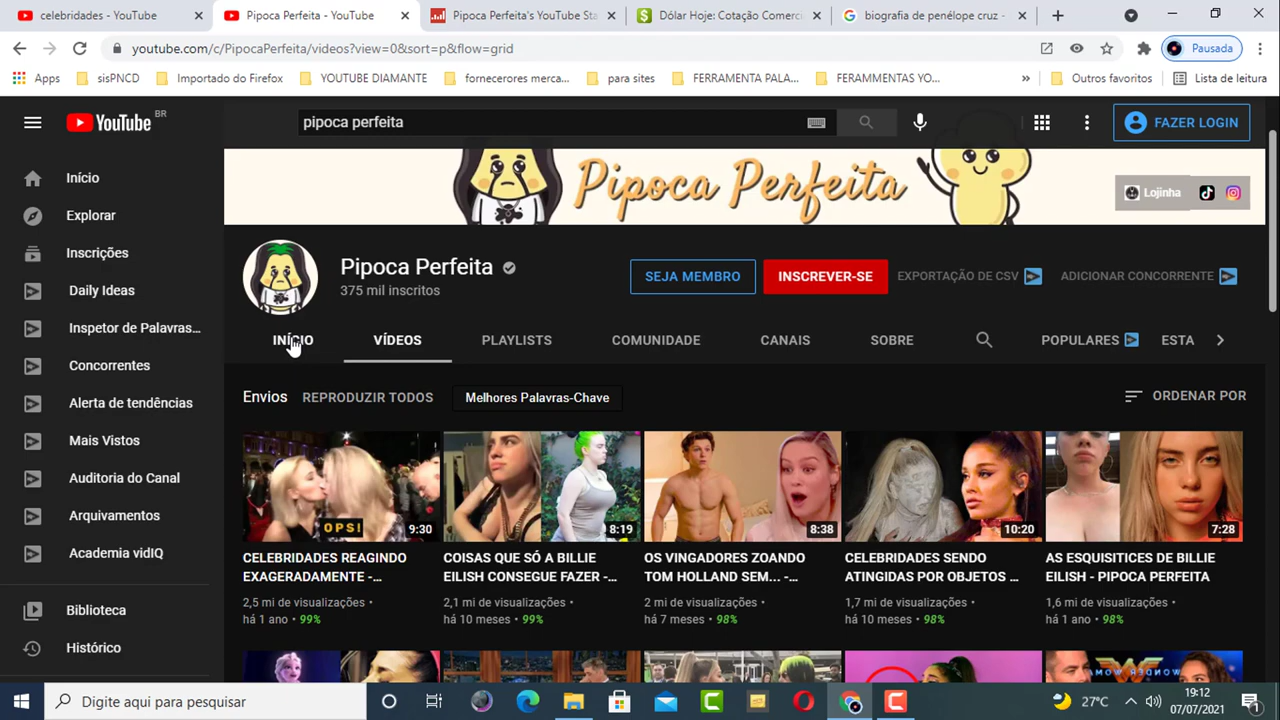 celebridades - YouTube
Pipoca Perfeita - YouTube
Pipoca Perfeita's YouTube Sta
Dólar Hoje: Cotação Comerci
biografia de penélope cruz -
youtube.com/c/PipocaPerfeita/videos?view=0&sort=p&flow=grid
Pausada
Apps
sisPNCD
Importado do Firefox
YOUTUBE DIAMANTE
fornecerores merca...
para sites
FERRAMENTA PALA...
FERAMMENTAS YO...
»
Outros favoritos
Lista de leitura
YouTube BR
pipoca perfeita
FAZER LOGIN
Início
Explorar
Inscrições
Daily Ideas
Inspetor de Palavras...
Concorrentes
Alerta de tendências
Mais Vistos
Auditoria do Canal
Arquivamentos
Academia vidIQ
Biblioteca
Histórico
Pipoca Perfeita
Lojinha
Pipoca Perfeita
375 mil inscritos
SEJA MEMBRO
INSCREVER-SE
EXPORTAÇÃO DE CSV
ADICIONAR CONCORRENTE
INÍCIO
VÍDEOS
PLAYLISTS
COMUNIDADE
CANAIS
SOBRE
POPULARES
ESTA
Envios
REPRODUZIR TODOS
Melhores Palavras-Chave
ORDENAR POR
OPS!
9:30
8:19
8:38
10:20
7:28
CELEBRIDADES REAGINDO
EXAGERADAMENTE -...
2,5 mi de visualizações •
há 1 ano • 99%
COISAS QUE SÓ A BILLIE
EILISH CONSEGUE FAZER -...
2,1 mi de visualizações •
há 10 meses • 99%
OS VINGADORES ZOANDO
TOM HOLLAND SEM... -...
2 mi de visualizações •
há 7 meses • 98%
CELEBRIDADES SENDO
ATINGIDAS POR OBJETOS ...
1,7 mi de visualizações •
há 10 meses • 98%
AS ESQUISITICES DE BILLIE
EILISH - PIPOCA PERFEITA
1,6 mi de visualizações •
há 1 ano • 98%
Digite aqui para pesquisar
27°C
19:12
07/07/2021
1